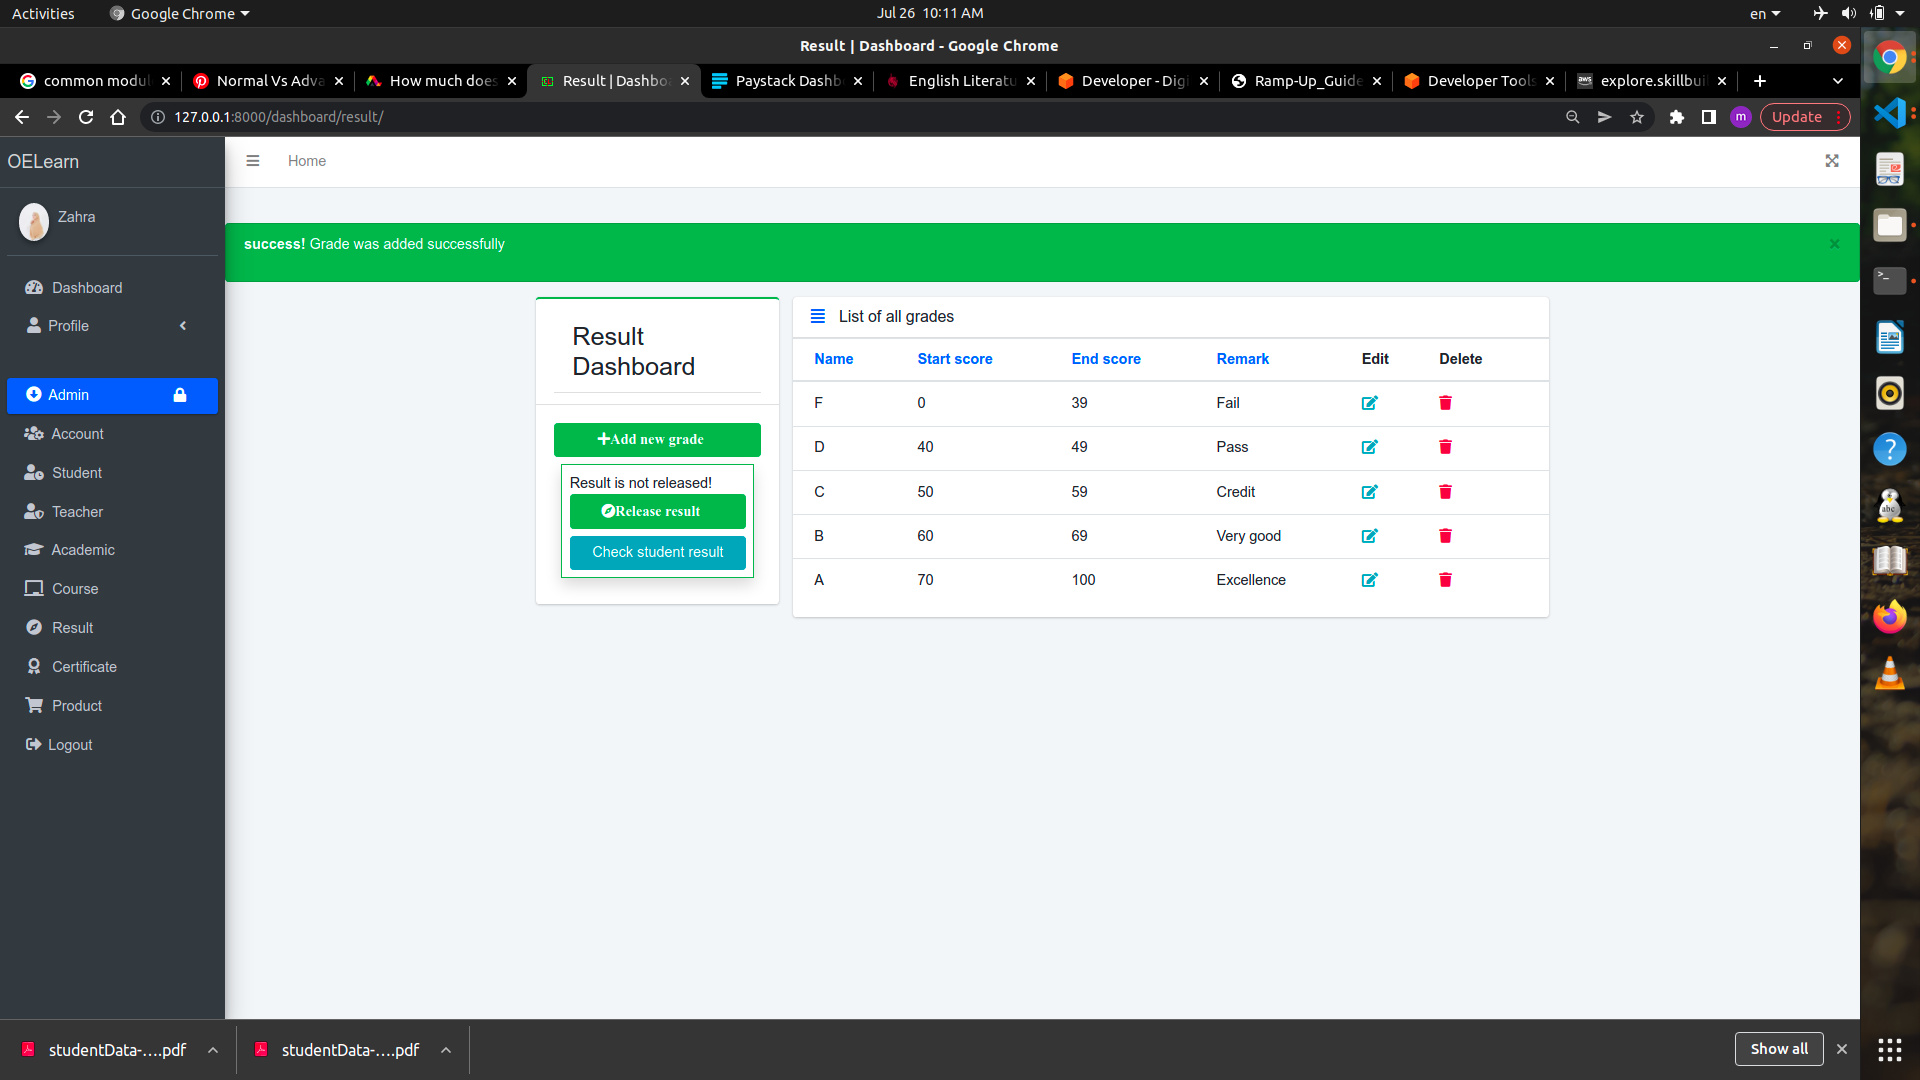 Activities
Google Chrome
Jul 26 10:11 AM
en
Result | Dashboard - Google Chrome
common modul
Normal Vs Adva
How much does
Result | Dashboa
Paystack Dashb
English Literatu
Developer - Digi
Ramp-Up_Guide
Developer Tools
explore.skillbui
127.0.0.1:8000/dashboard/result/
m
Update
OELearn
Home
Zahra
success! Grade was added successfully
×
Dashboard
Profile
Admin
Account
Student
Teacher
Academic
Course
Result
Certificate
Product
Logout
Result
Dashboard
Add new grade
Result is not released!
Release result
Check student result
List of all grades
Name Start score End score Remark Edit Delete
F 0 39 Fail
D 40 49 Pass
C 50 59 Credit
B 60 69 Very good
A 70 100 Excellence
studentData-....pdf
studentData-....pdf
Show all